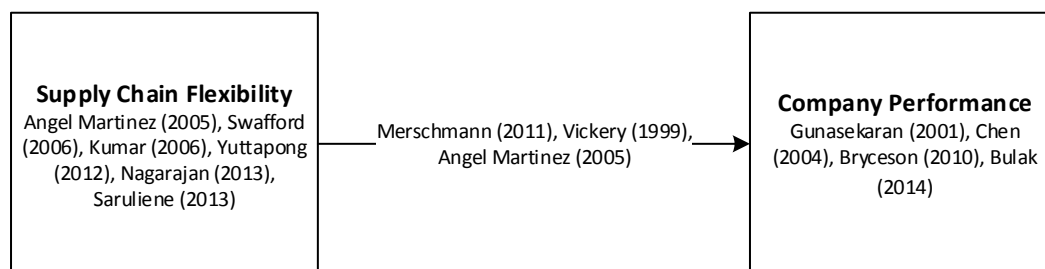 Supply Chain Flexibility
Angel Martinez (2005), Swafford
(2006), Kumar (2006), Yuttapong
(2012), Nagarajan (2013),
Saruliene (2013)
Merschmann (2011), Vickery (1999),
Angel Martinez (2005)
Company Performance
Gunasekaran (2001), Chen
(2004), Bryceson (2010), Bulak
(2014)